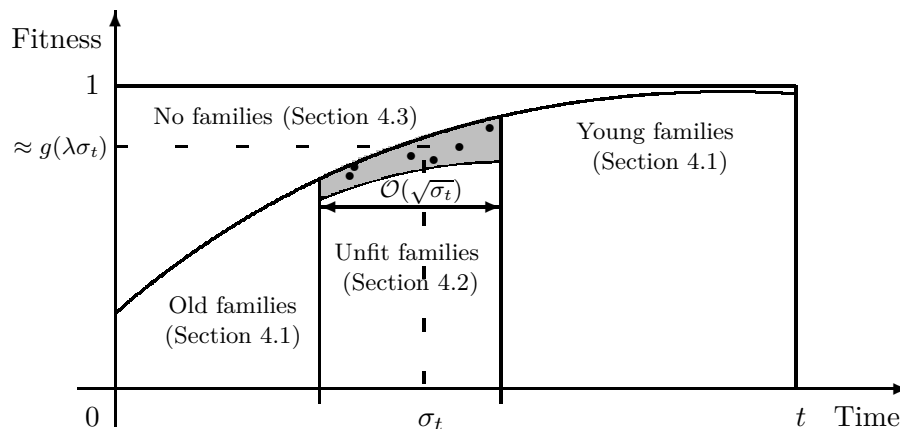 Fitness
1
No families (Section 4.3)
≈ g(λσ_t)
Young families
(Section 4.1)
𝒪(√σ_t)
Unfit families
(Section 4.2)
Old families
(Section 4.1)
0
σ_t
t
Time